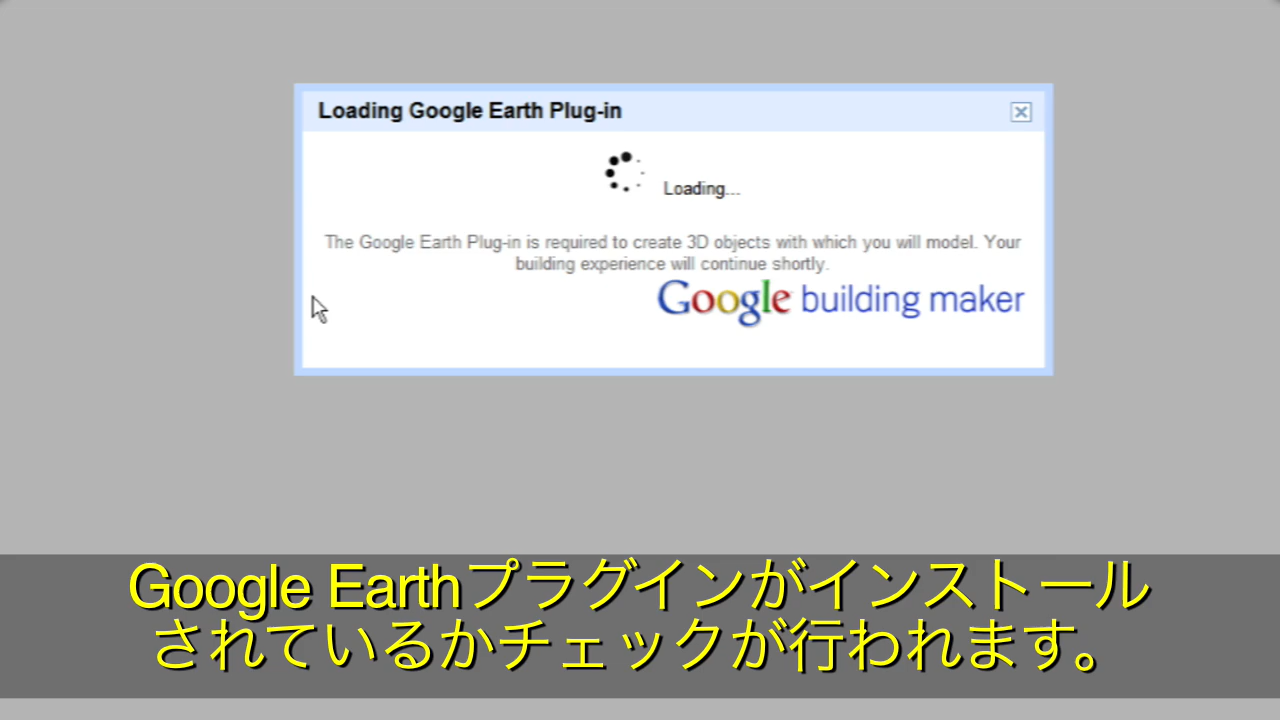 Loading Google Earth Plug-in
Loading...
The Google Earth Plug-in is required to create 3D objects with which you will model. Your
building experience will continue shortly.
Google building maker
Google Earthプラグインがインストール
されているかチェックが行われます。